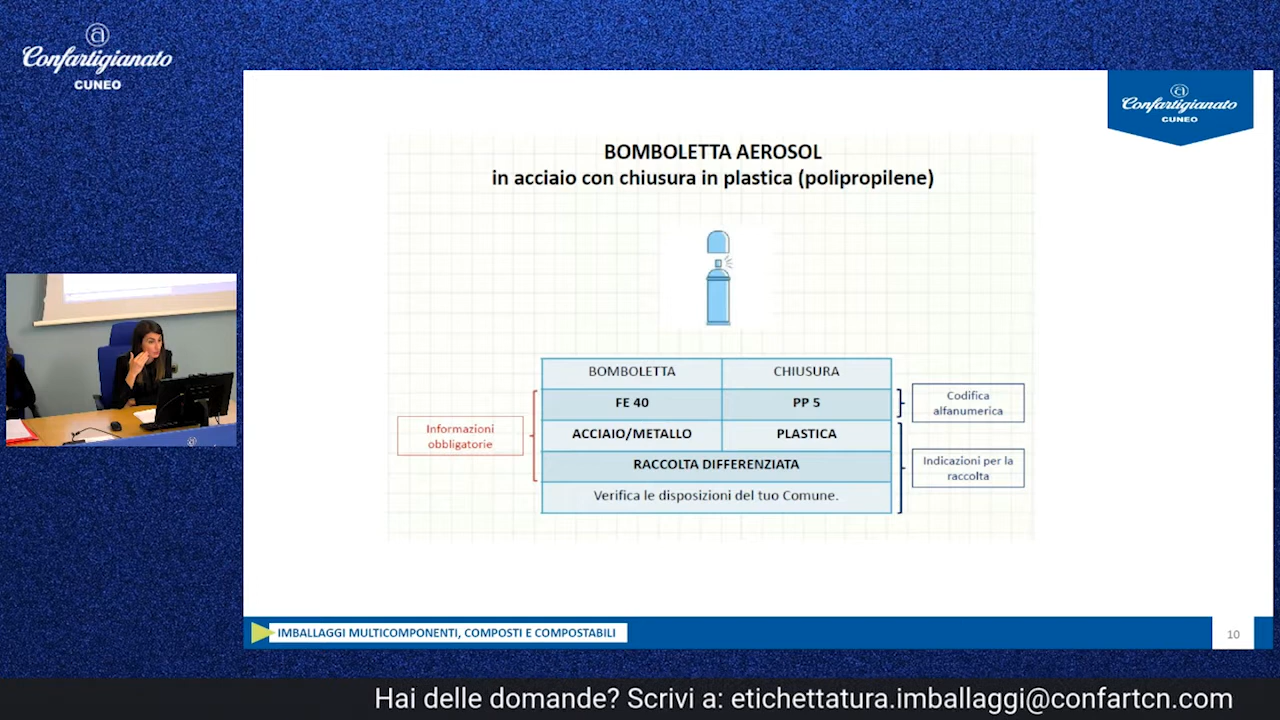 Confartigianato
CUNEO
Confartigianato
CUNEO
BOMBOLETTA AEROSOL
in acciaio con chiusura in plastica (polipropilene)
BOMBOLETTA CHIUSURA
FE 40 PP 5
ACCIAIO/METALLO PLASTICA
RACCOLTA DIFFERENZIATA
Verifica le disposizioni del tuo Comune.
Informazioni
obbligatorie
Codifica
alfanumerica
Indicazioni per la
raccolta
IMBALLAGGI MULTICOMPONENTI, COMPOSTI E COMPOSTABILI
10
Hai delle domande? Scrivi a: etichettatura.imballaggi@confartcn.com